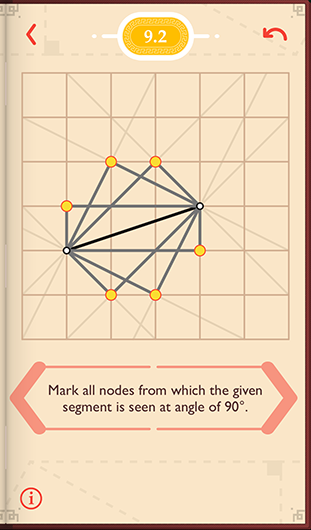 9.2
Mark all nodes from which the given
segment is seen at angle of 90°.
i